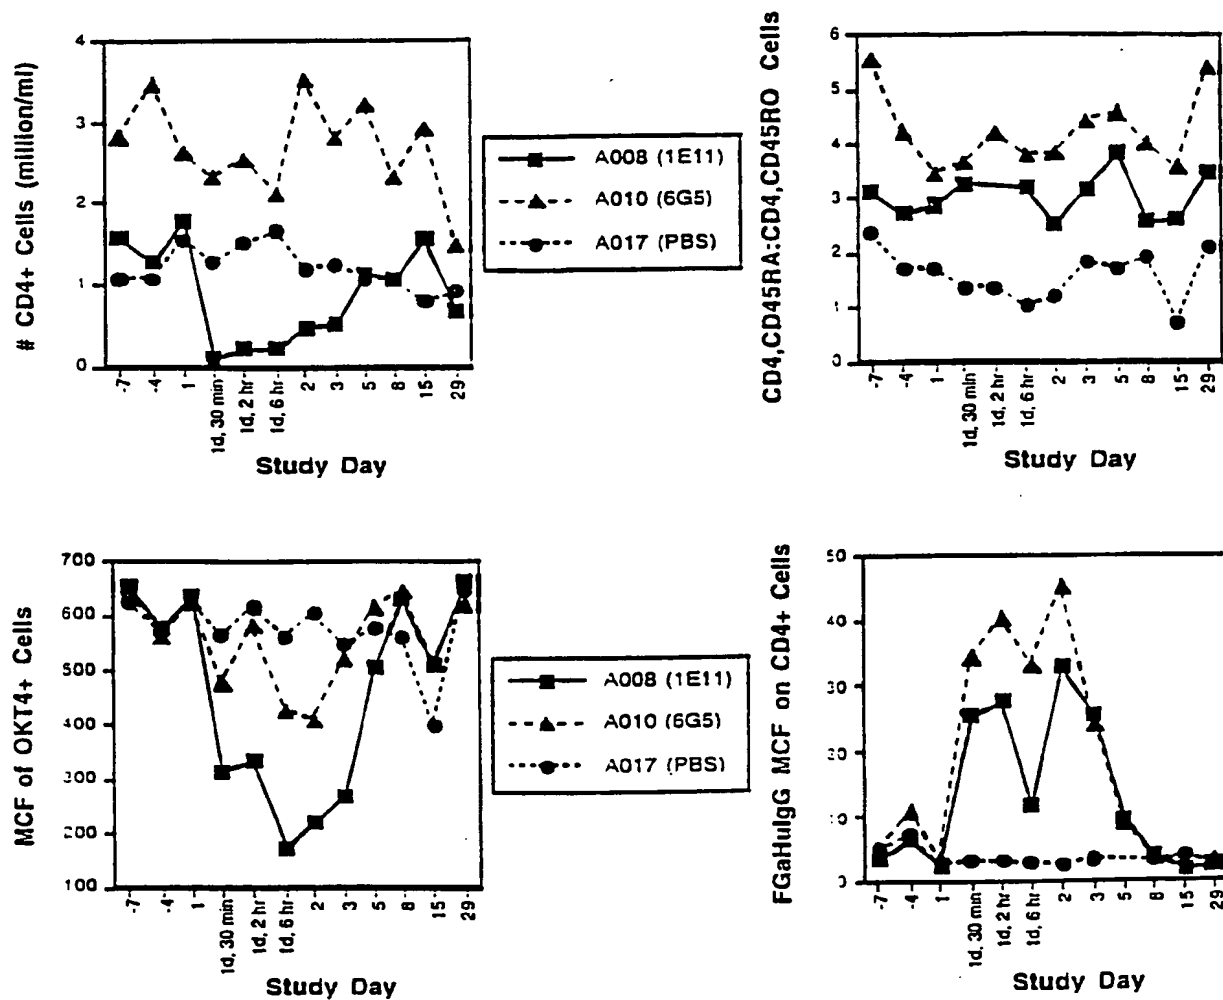 # CD4+ Cells (million/ml)
4
3
2
1
0
-7
-4
1
1d, 30 min
1d, 2 hr
1d, 6 hr
2
3
5
8
15
29
Study Day
A008 (1E11)
A010 (6G5)
A017 (PBS)
CD4,CD45RA:CD4,CD45RO Cells
6
5
4
3
2
1
0
-7
-4
1
1d, 30 min
1d, 2 hr
1d, 6 hr
2
3
5
8
15
29
Study Day
MCF of OKT4+ Cells
700
600
500
400
300
200
100
-7
-4
1
1d, 30 min
1d, 2 hr
1d, 6 hr
2
3
5
8
15
29
Study Day
A008 (1E11)
A010 (6G5)
A017 (PBS)
FGaHuIgG MCF on CD4+ Cells
50
40
30
20
10
0
-7
-4
1
1d, 30 min
1d, 2 hr
1d, 6 hr
2
3
5
8
15
29
Study Day